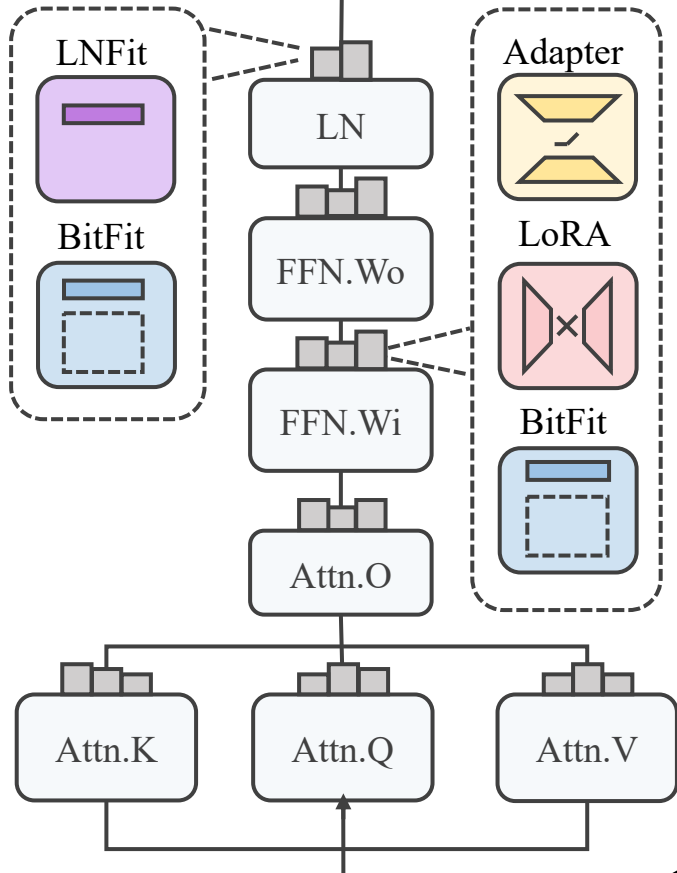 LNFit
BitFit
LN
FFN.Wo
FFN.Wi
Attn.O
Attn.K
Attn.Q
Attn.V
Adapter
LoRA
BitFit